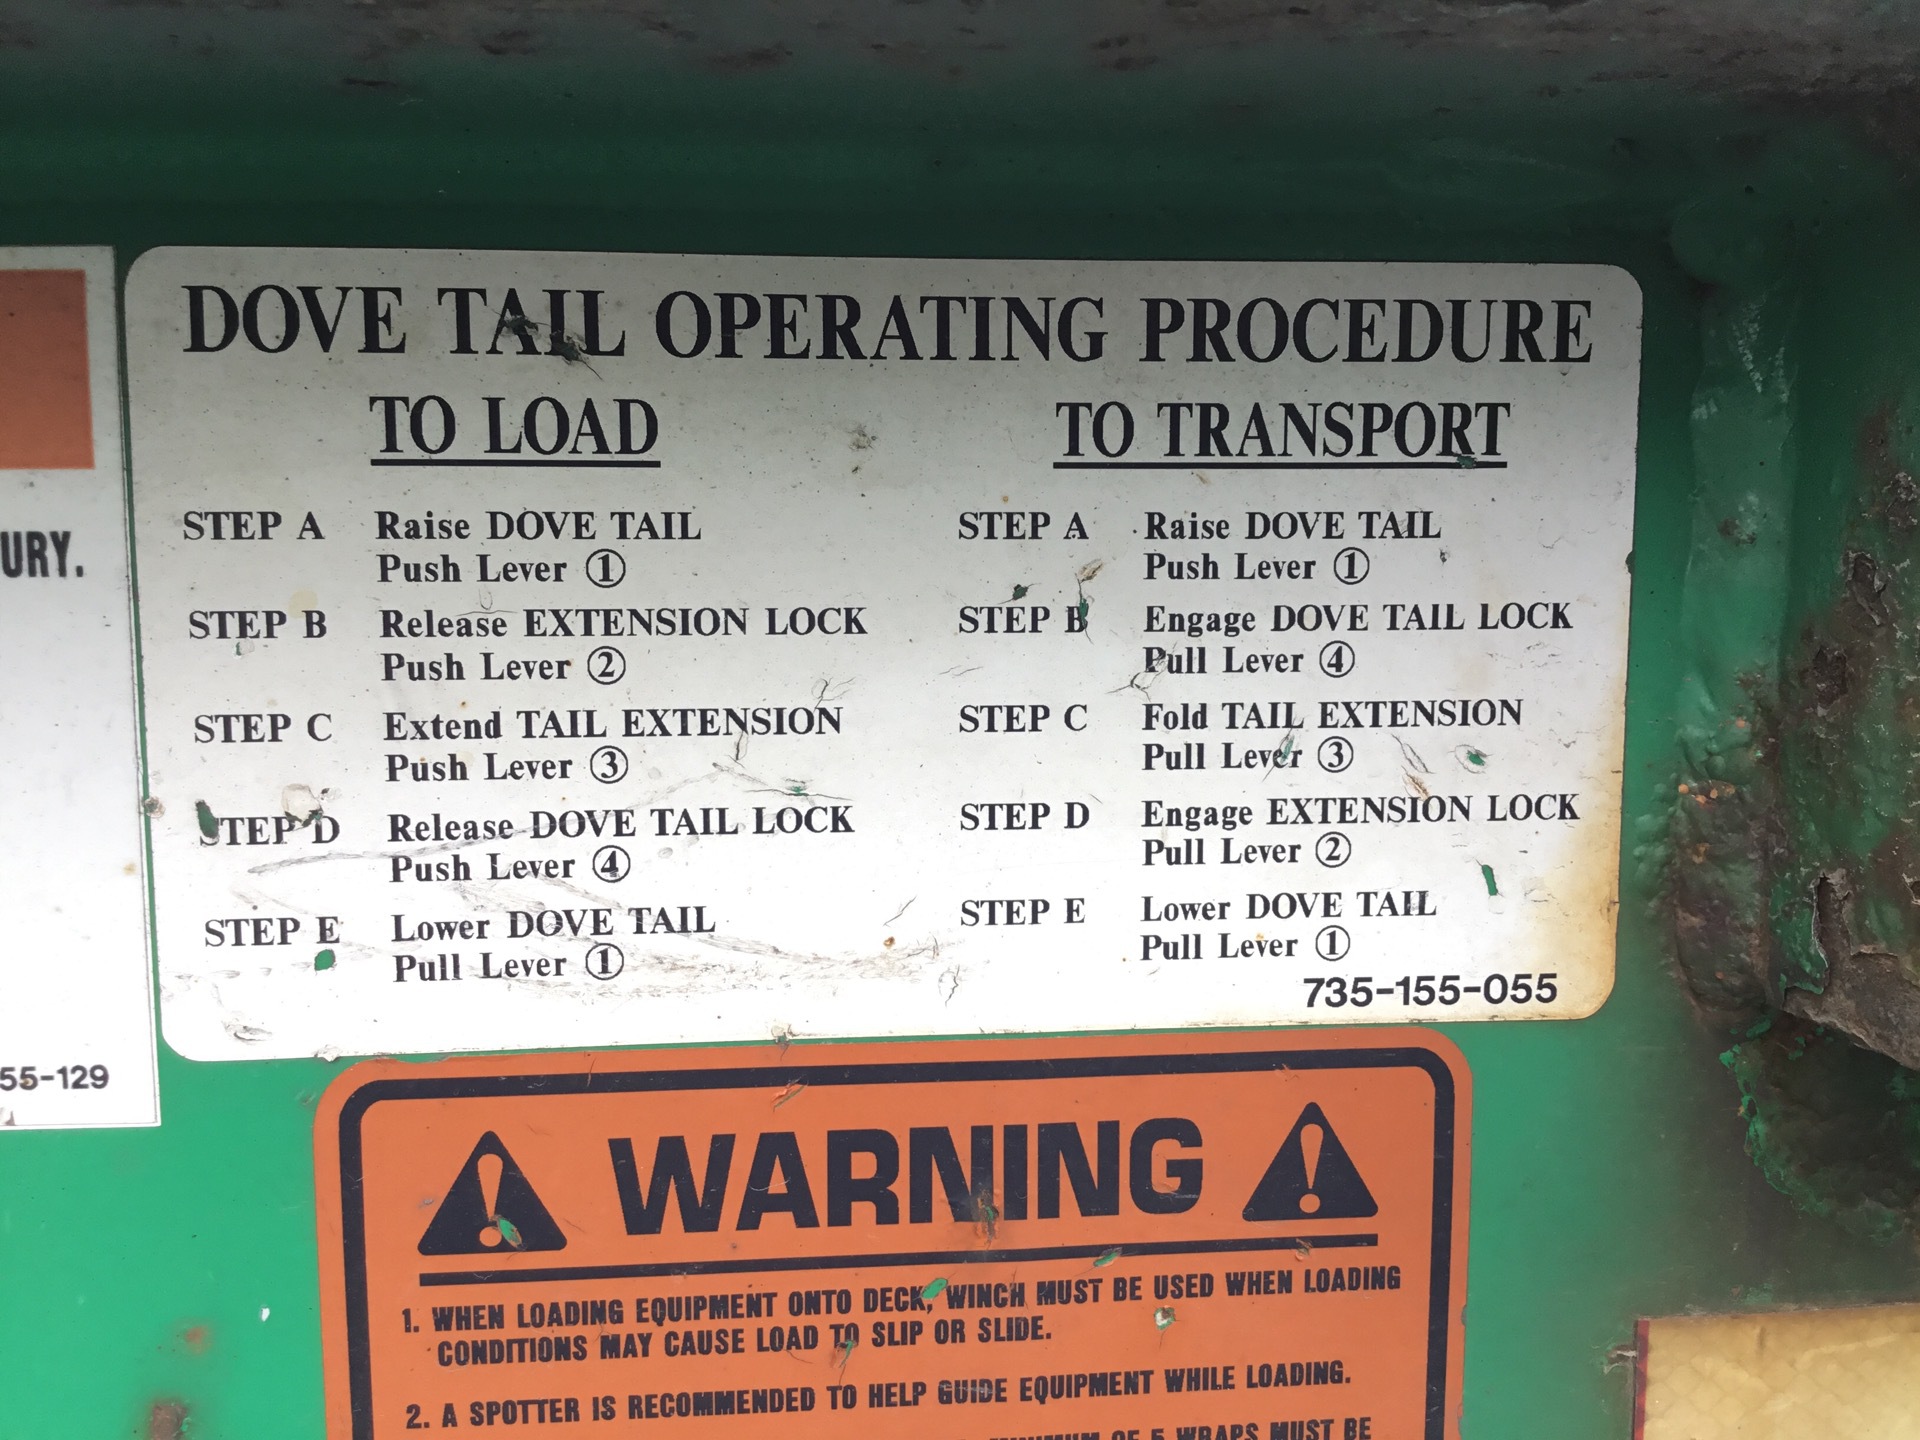 URY.
55-129
DOVE TAIL OPERATING PROCEDURE
TO LOAD
STEP A Raise DOVE TAIL
Push Lever ①
STEP B Release EXTENSION LOCK
Push Lever ②
STEP C Extend TAIL EXTENSION
Push Lever ③
STEP D Release DOVE TAIL LOCK
Push Lever ④
STEP E Lower DOVE TAIL
Pull Lever ①
TO TRANSPORT
STEP A Raise DOVE TAIL
Push Lever ①
STEP B Engage DOVE TAIL LOCK
Pull Lever ④
STEP C Fold TAIL EXTENSION
Pull Lever ③
STEP D Engage EXTENSION LOCK
Pull Lever ②
STEP E Lower DOVE TAIL
Pull Lever ①
735-155-055
WARNING
1. WHEN LOADING EQUIPMENT ONTO DECK, WINCH MUST BE USED WHEN LOADING
CONDITIONS MAY CAUSE LOAD TO SLIP OR SLIDE.
2. A SPOTTER IS RECOMMENDED TO HELP GUIDE EQUIPMENT WHILE LOADING.
MINIMUM OF 5 WRAPS MUST BE